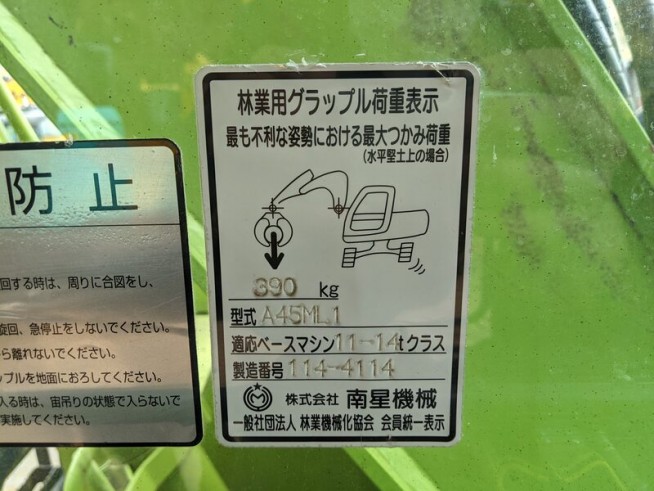 林業用グラップル荷重表示
最も不利な姿勢における最大つかみ荷重
(水平堅土上の場合)
390 kg
型式 A45ML1
適応ベースマシン 11-14tクラス
製造番号 114-4114
株式会社 南星機械
一般社団法人 林業機械化協会 会員統一表示
防止
回する時は、周りに合図をし、
旋回、急停止をしないでください。
ら離れないでください。
ップルを地面におろしてください。
入る時は、宙吊りの状態で入らないで
実施してください。